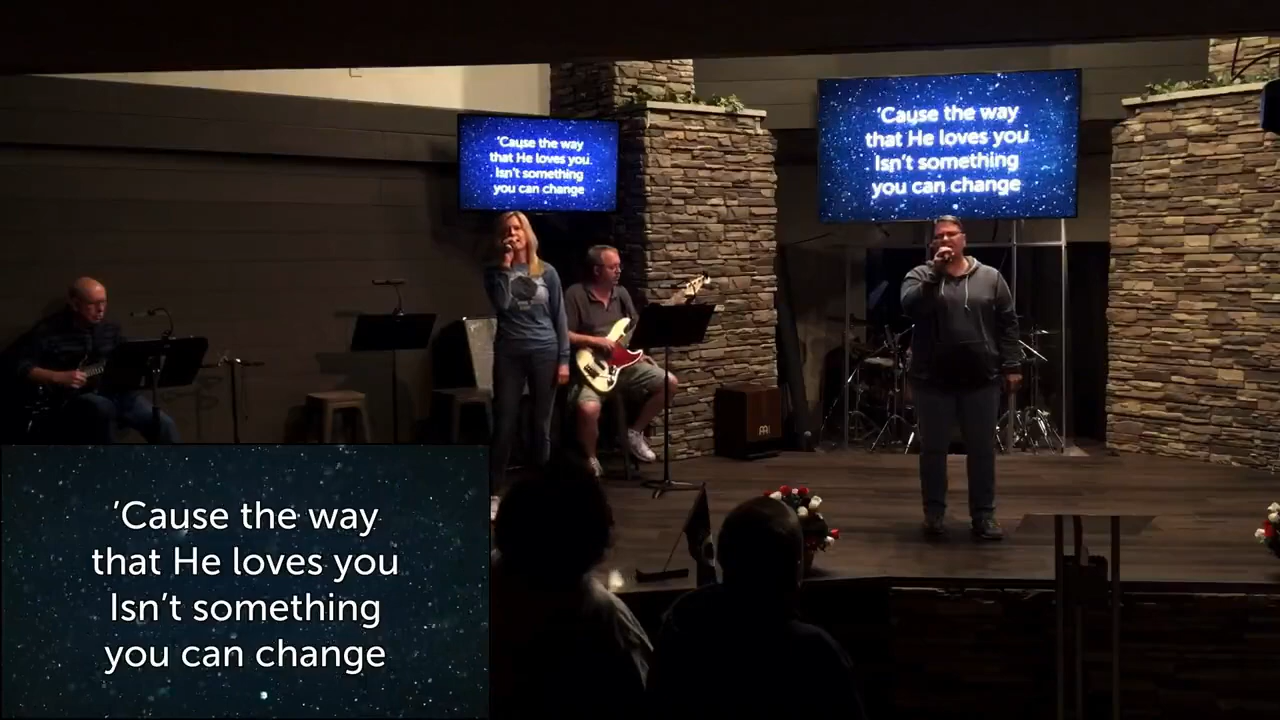 'Cause the way
that He loves you
Isn't something
you can change
'Cause the way
that He loves you
Isn't something
you can change
MEINL
'Cause the way
that He loves you
Isn't something
you can change